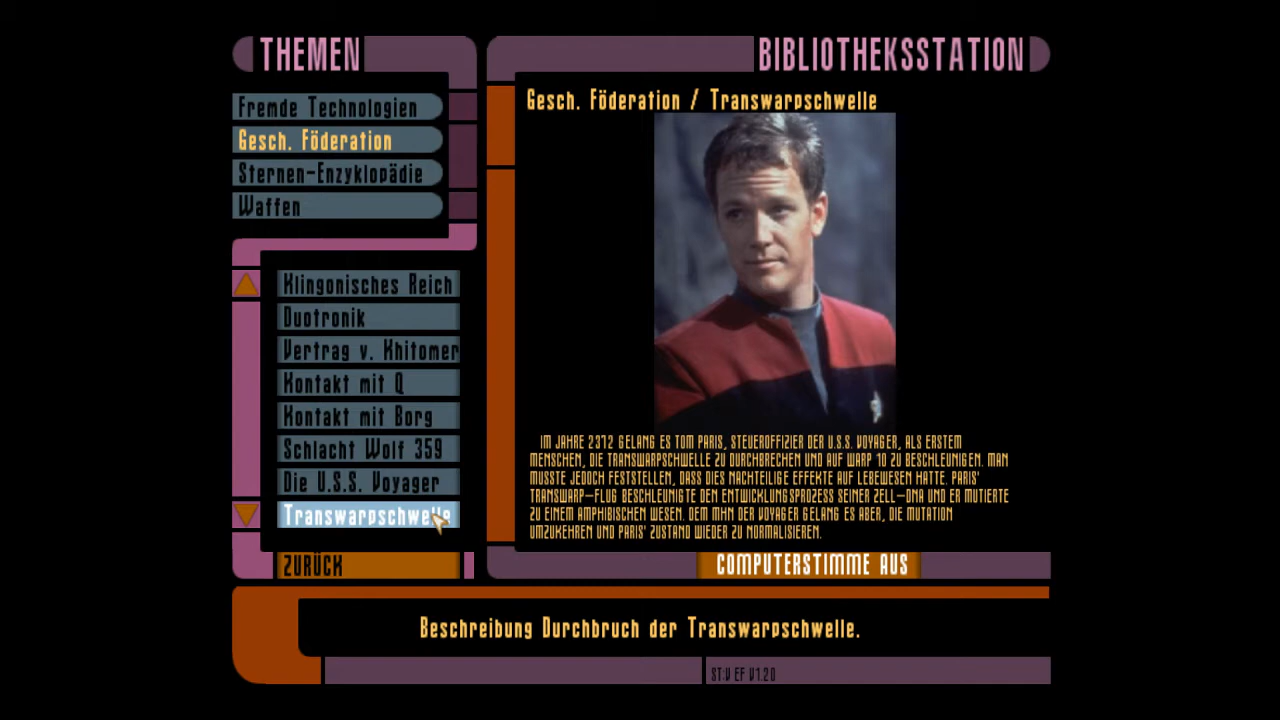 THEMEN
BIBLIOTHEKSSTATION
Fremde Technologien
Gesch. Föderation
Sternen-Enzyklopädie
Waffen
Klingonisches Reich
Duotronik
Vertrag v. Khitomer
Kontakt mit Q
Kontakt mit Borg
Schlacht Wolf 359
Die U.S.S. Voyager
Transwarpschwelle
ZURÜCK
Gesch. Föderation / Transwarpschwelle
IM JAHRE 2372 GELANG ES TOM PARIS, STEUEROFFIZIER DER U.S.S. VOYAGER, ALS ERSTEM
MENSCHEN, DIE TRANSWARPSCHWELLE ZU DURCHBRECHEN UND AUF WARP 10 ZU BESCHLEUNIGEN. MAN
MUSSTE JEDOCH FESTSTELLEN, DASS DIES NACHTEILIGE EFFEKTE AUF LEBEWESEN HATTE. PARIS'
TRANSWARP-FLUG BESCHLEUNIGTE DEN ENTWICKLUNGSPROZESS SEINER ZELL-DNA UND ER MUTIERTE
ZU EINEM AMPHIBISCHEN WESEN. DEM MHN DER VOYAGER GELANG ES ABER, DIE MUTATION
UMZUKEHREN UND PARIS' ZUSTAND WIEDER ZU NORMALISIEREN.
COMPUTERSTIMME AUS
Beschreibung Durchbruch der Transwarpschwelle.
ST:V EF V1.20